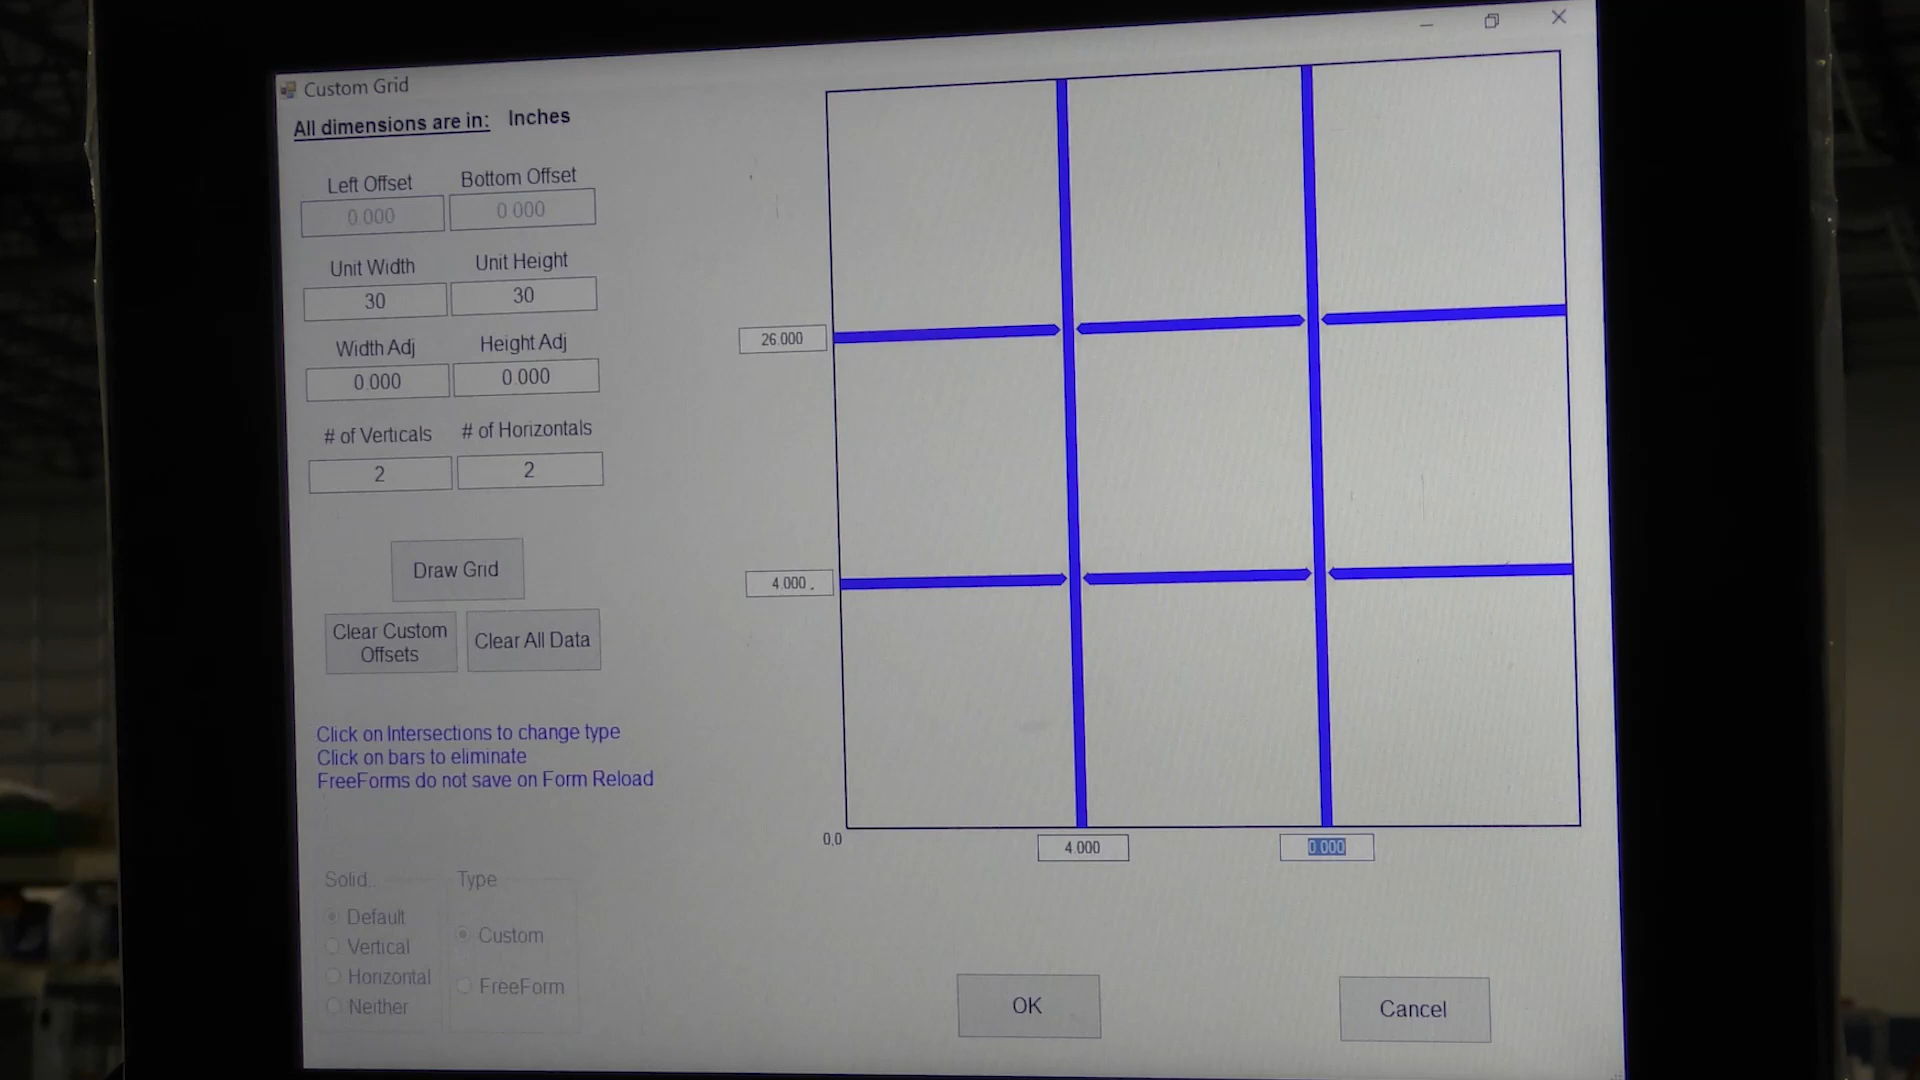 Custom Grid
All dimensions are in: Inches
Left Offset Bottom Offset
0.000 0 000
Unit Width Unit Height
30 30
Width Adj Height Adj
0.000 0.000
# of Verticals # of Horizontals
2 2
Draw Grid
Clear Custom
Offsets
Clear All Data
Click on Intersections to change type
Click on bars to eliminate
FreeForms do not save on Form Reload
Solid..
Default
Vertical
Horizontal
Neither
Type
Custom
FreeForm
26.000
4.000
0,0
4.000
0.000
OK
Cancel